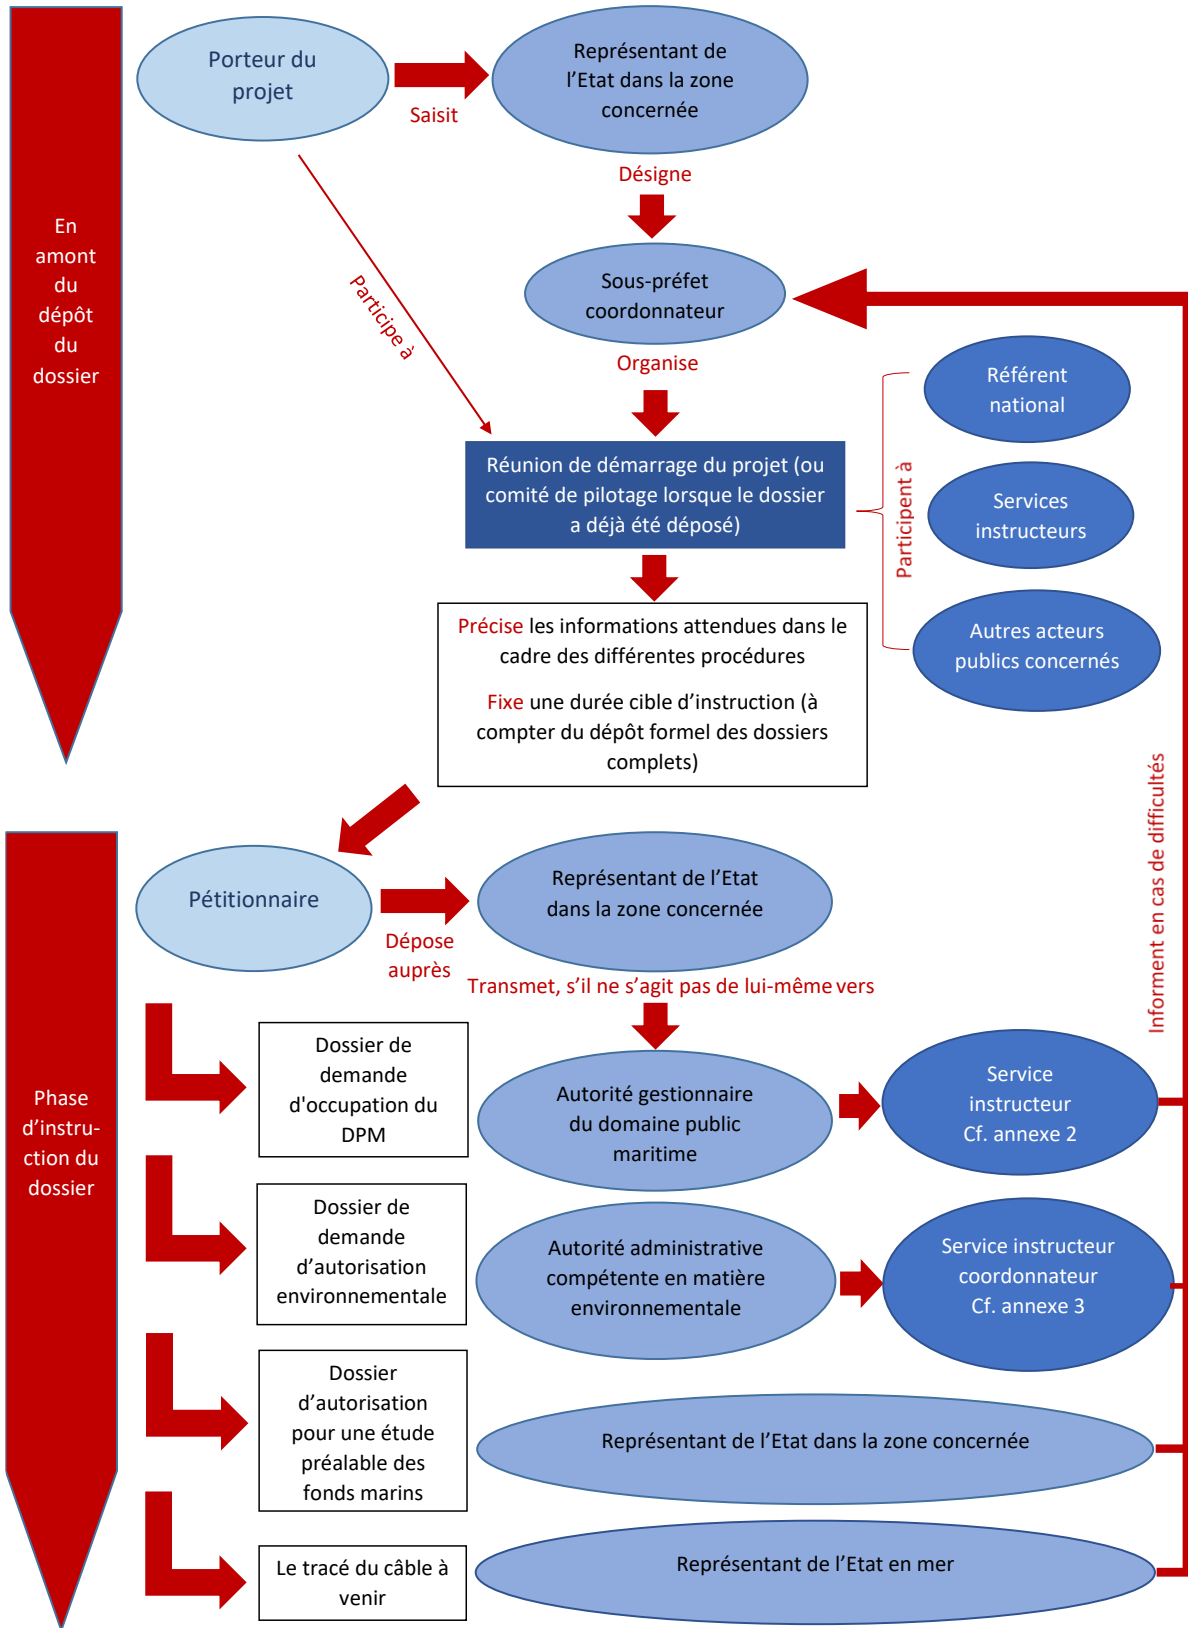 Porteur du
projet
Saisit
Représentant de
l’Etat dans la zone
concernée
Désigne
En
amont
du
dépôt
du
dossier
Participe à
Sous-préfet
coordonnateur
Organise
Réunion de démarrage du projet (ou
comité de pilotage lorsque le dossier
a déjà été déposé)
Participent à
Référent
national
Services
instructeurs
Autres acteurs
publics concernés
Précise les informations attendues dans le
cadre des différentes procédures
Fixe une durée cible d’instruction (à
compter du dépôt formel des dossiers
complets)
Informent en cas de difficultés
Phase
d’instru-
ction du
dossier
Pétitionnaire
Dépose
auprès
Représentant de l’Etat
dans la zone concernée
Transmet, s’il ne s’agit pas de lui-même vers
Dossier de
demande
d'occupation du
DPM
Autorité gestionnaire
du domaine public
maritime
Service
instructeur
Cf. annexe 2
Dossier de
demande
d’autorisation
environnementale
Autorité administrative
compétente en matière
environnementale
Service instructeur
coordonnateur
Cf. annexe 3
Dossier
d’autorisation
pour une étude
préalable des
fonds marins
Représentant de l’Etat dans la zone concernée
Le tracé du câble à
venir
Représentant de l’Etat en mer